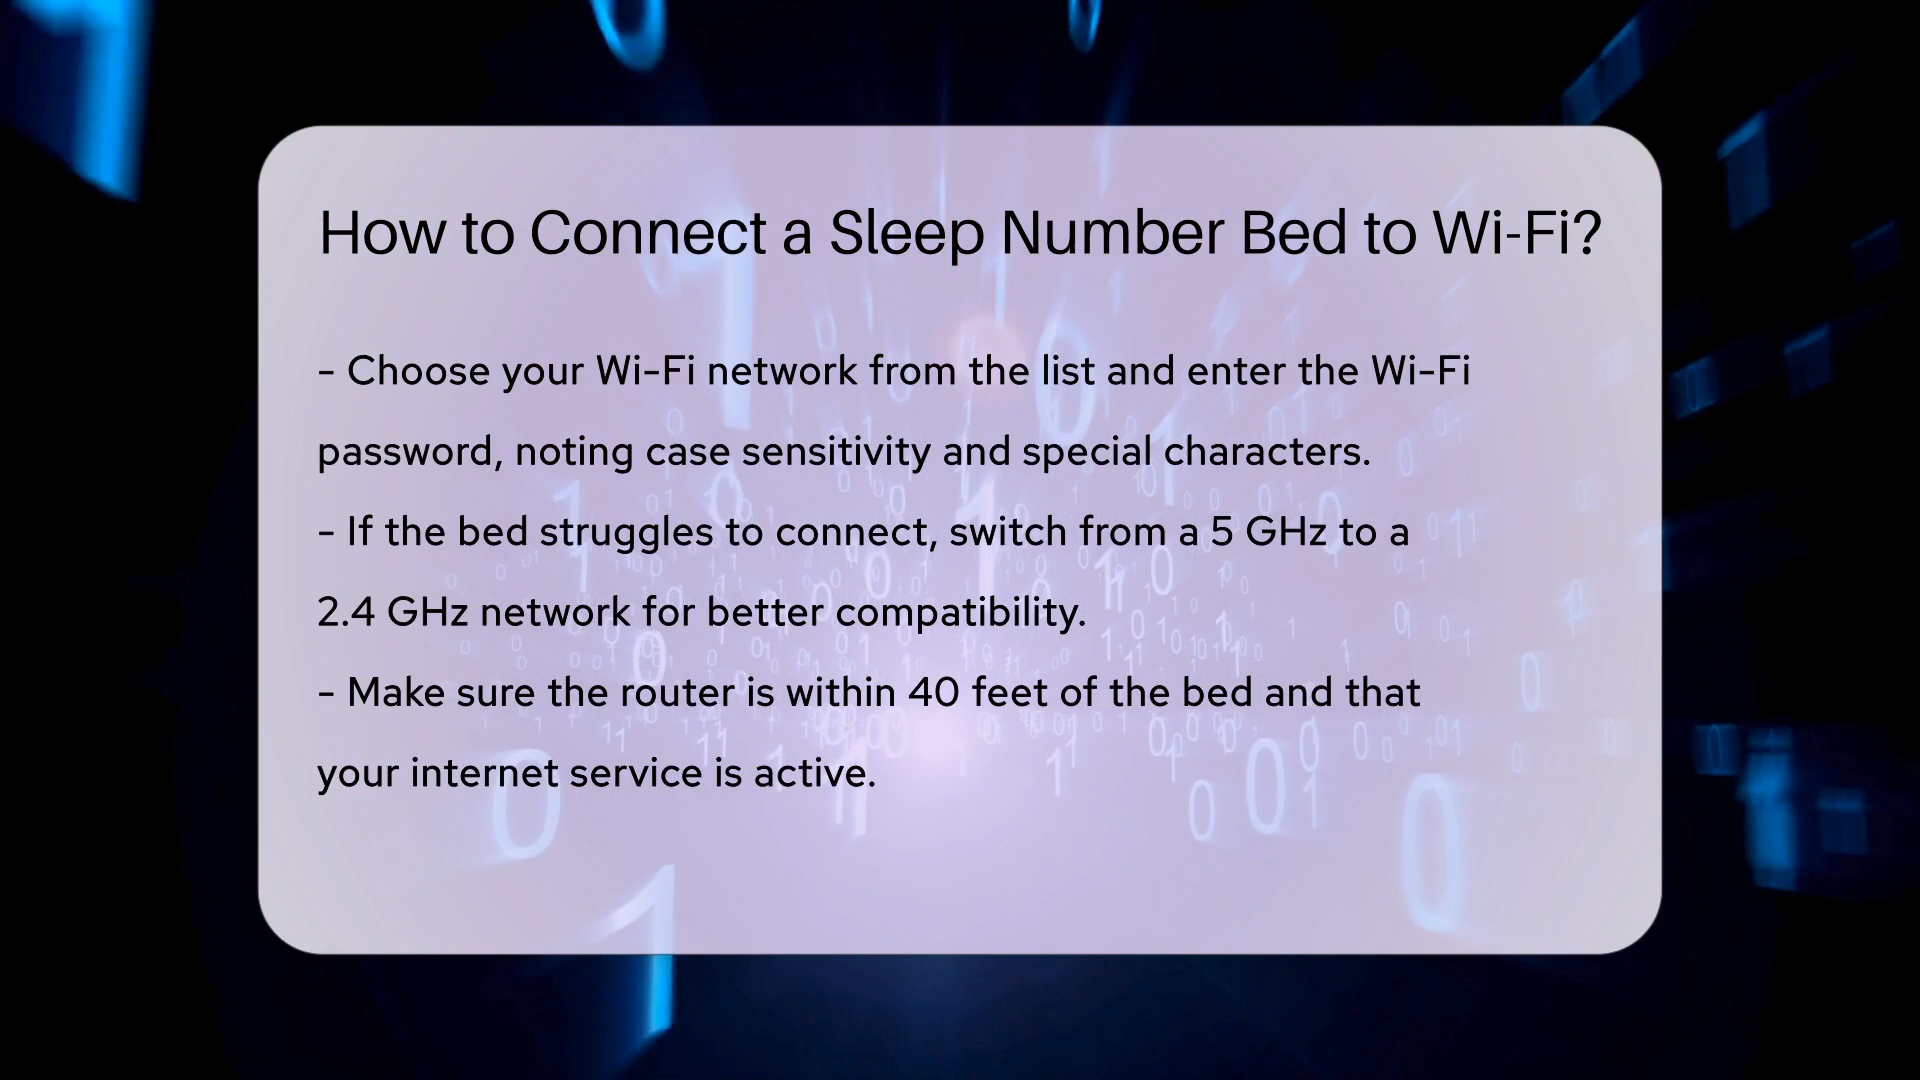 How to Connect a Sleep Number Bed to Wi-Fi?
- Choose your Wi-Fi network from the list and enter the Wi-Fi
password, noting case sensitivity and special characters.
- If the bed struggles to connect, switch from a 5 GHz to a
2.4 GHz network for better compatibility.
- Make sure the router is within 40 feet of the bed and that
your internet service is active.